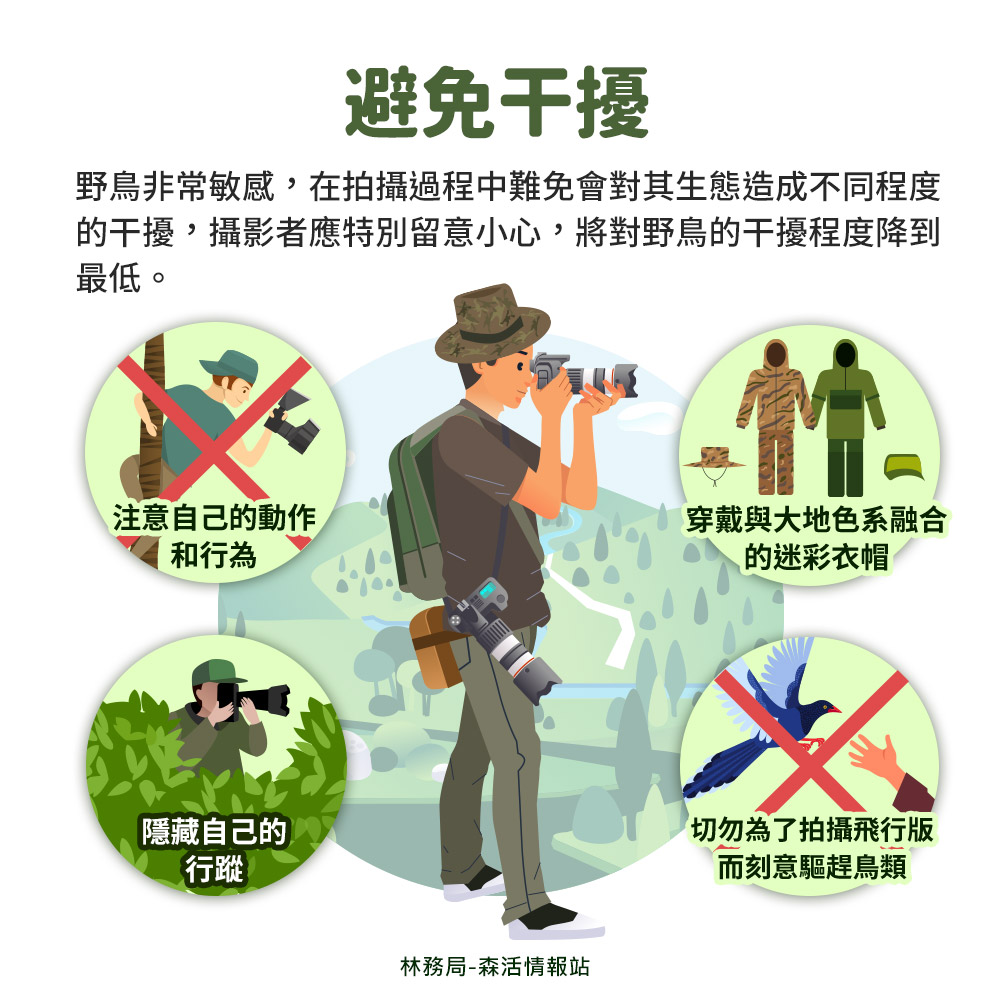 避免干擾
野鳥非常敏感，在拍攝過程中難免會對其生態造成不同程度
的干擾，攝影者應特別留意小心，將對野鳥的干擾程度降到
最低。
注意自己的動作
和行為
穿戴與大地色系融合
的迷彩衣帽
隱藏自己的
行蹤
切勿為了拍攝飛行版
而刻意驅趕鳥類
林務局-森活情報站